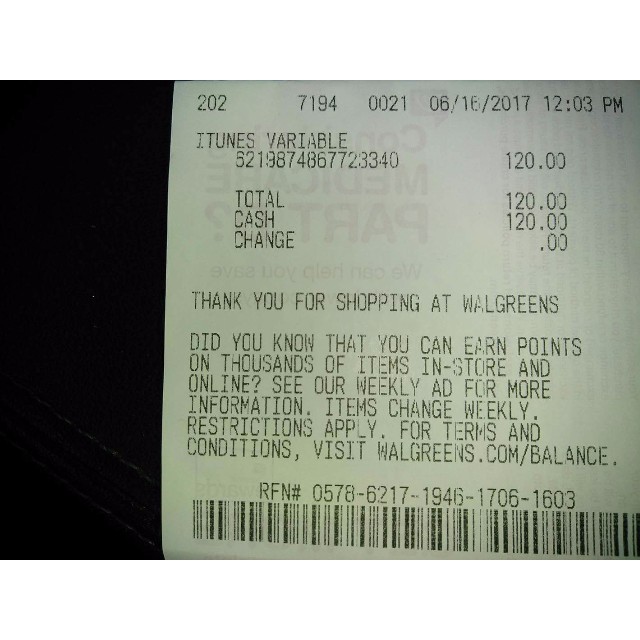 202 7194 0021 06/16/2017 12:03 PM
ITUNES VARIABLE
6219874867723340 120.00
TOTAL 120.00
CASH 120.00
CHANGE .00
THANK YOU FOR SHOPPING AT WALGREENS
DID YOU KNOW THAT YOU CAN EARN POINTS
ON THOUSANDS OF ITEMS IN-STORE AND
ONLINE? SEE OUR WEEKLY AD FOR MORE
INFORMATION. ITEMS CHANGE WEEKLY.
RESTRICTIONS APPLY. FOR TERMS AND
CONDITIONS, VISIT WALGREENS.COM/BALANCE.
RFN# 0578-6217-1946-1706-1603